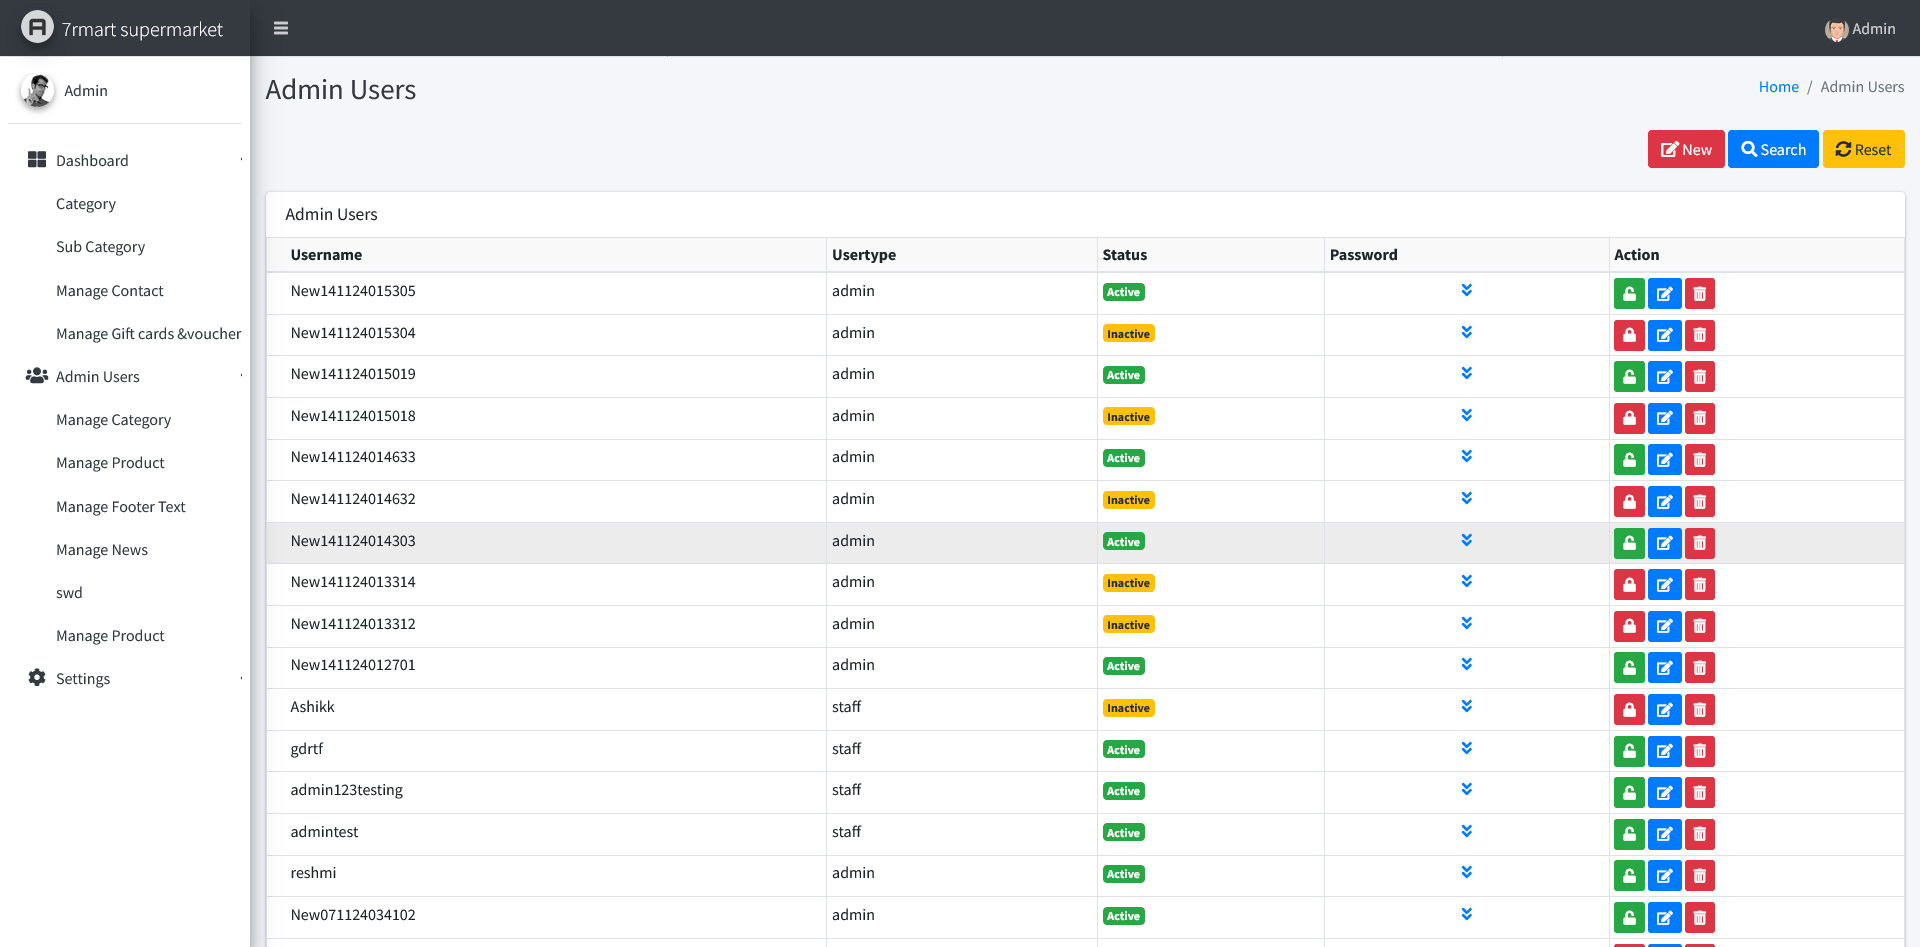 7rmart supermarket
Admin
Admin
Admin Users
Home / Admin Users
Dashboard
Category
Sub Category
Manage Contact
Manage Gift cards &voucher
Admin Users
Manage Category
Manage Product
Manage Footer Text
Manage News
swd
Manage Product
Settings
New Search Reset
Admin Users
Username Usertype Status Password Action
New141124015305 admin Active
New141124015304 admin Inactive
New141124015019 admin Active
New141124015018 admin Inactive
New141124014633 admin Active
New141124014632 admin Inactive
New141124014303 admin Active
New141124013314 admin Inactive
New141124013312 admin Inactive
New141124012701 admin Active
Ashikk staff Inactive
gdrtf staff Active
admin123testing staff Active
admintest staff Active
reshmi admin Active
New071124034102 admin Active